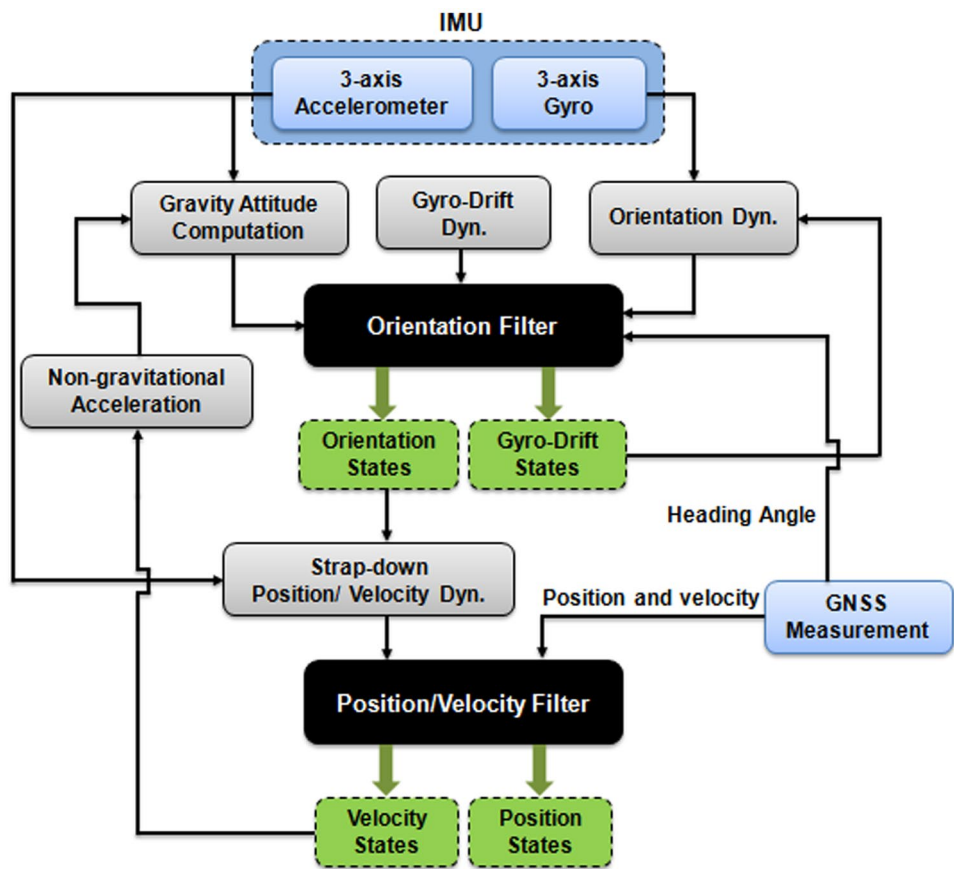 IMU
3-axis
Accelerometer
3-axis
Gyro
Gravity Attitude
Computation
Gyro-Drift
Dyn.
Orientation Dyn.
Orientation Filter
Non-gravitational
Acceleration
Orientation
States
Gyro-Drift
States
Heading Angle
Strap-down
Position/ Velocity Dyn.
Position and velocity
GNSS
Measurement
Position/Velocity Filter
Velocity
States
Position
States